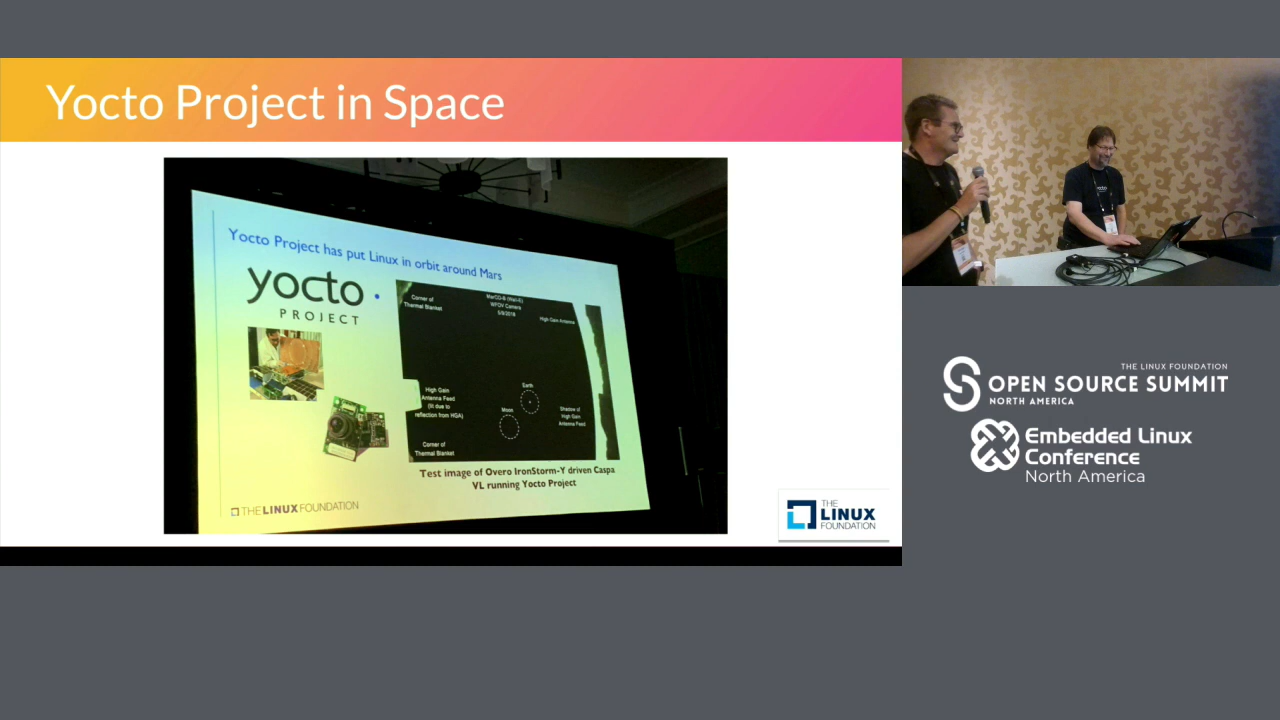 Yocto Project in Space
Yocto Project has put Linux in orbit around Mars
yocto
PROJECT
Corner of
Thermal Blanket
MarCO-B (Wall-E)
WFOV Camera
5/9/2018
High Gain Antenna
High Gain
Antenna Feed
(lit due to
reflection from HGA)
Earth
Moon
Shadow of
High Gain
Antenna Feed
Corner of
Thermal Blanket
Test image of Overo IronStorm-Y driven Caspa
VL running Yocto Project
THE LINUX FOUNDATION
THE
LINUX
FOUNDATION
THE LINUX FOUNDATION
OPEN SOURCE SUMMIT
NORTH AMERICA
Embedded Linux
Conference
North America